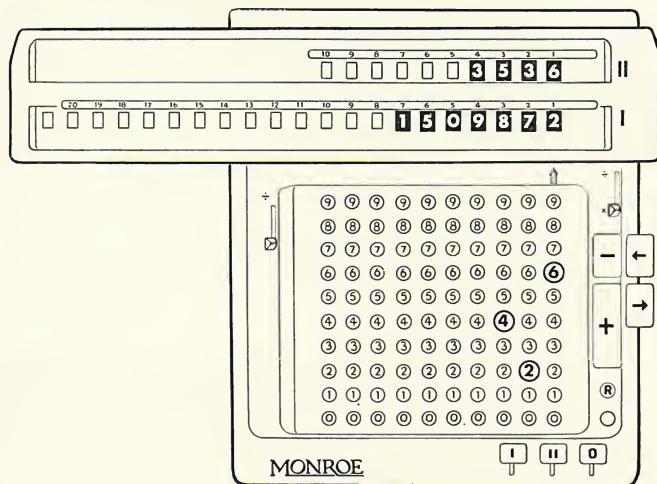 10 9 8 7 6 5 4 3 2 1
3 5 3 6 II
20 19 18 17 16 15 14 13 12 11 10 9 8 7 6 5 4 3 2 1
1 5 0 9 8 7 2 I
÷ ÷
9 9 9 9 9 9 9 9 9 9
× 
8 8 8 8 8 8 8 8 8 8
7 7 7 7 7 7 7 7 7 7
− ←
6 6 6 6 6 6 6 6 6 6
5 5 5 5 5 5 5 5 5 5
→
4 4 4 4 4 4 4 4 4 4
+
3 3 3 3 3 3 3 3 3 3
2 2 2 2 2 2 2 2 2 2
1 1 1 1 1 1 1 1 1 1
R
0 0 0 0 0 0 0 0 0 0
I II 0
MONROE